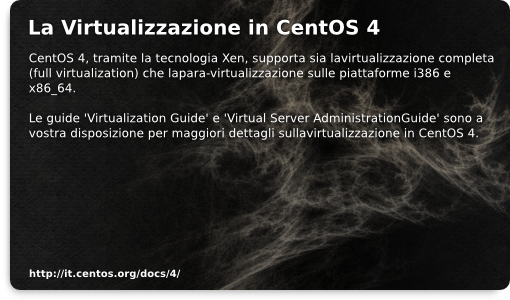 La Virtualizzazione in CentOS 4
CentOS 4, tramite la tecnologia Xen, supporta sia lavirtualizzazione completa
(full virtualization) che lapara-virtualizzazione sulle piattaforme i386 e
x86_64.
Le guide 'Virtualization Guide' e 'Virtual Server AdministrationGuide' sono a
vostra disposizione per maggiori dettagli sullavirtualizzazione in CentOS 4.
http://it.centos.org/docs/4/